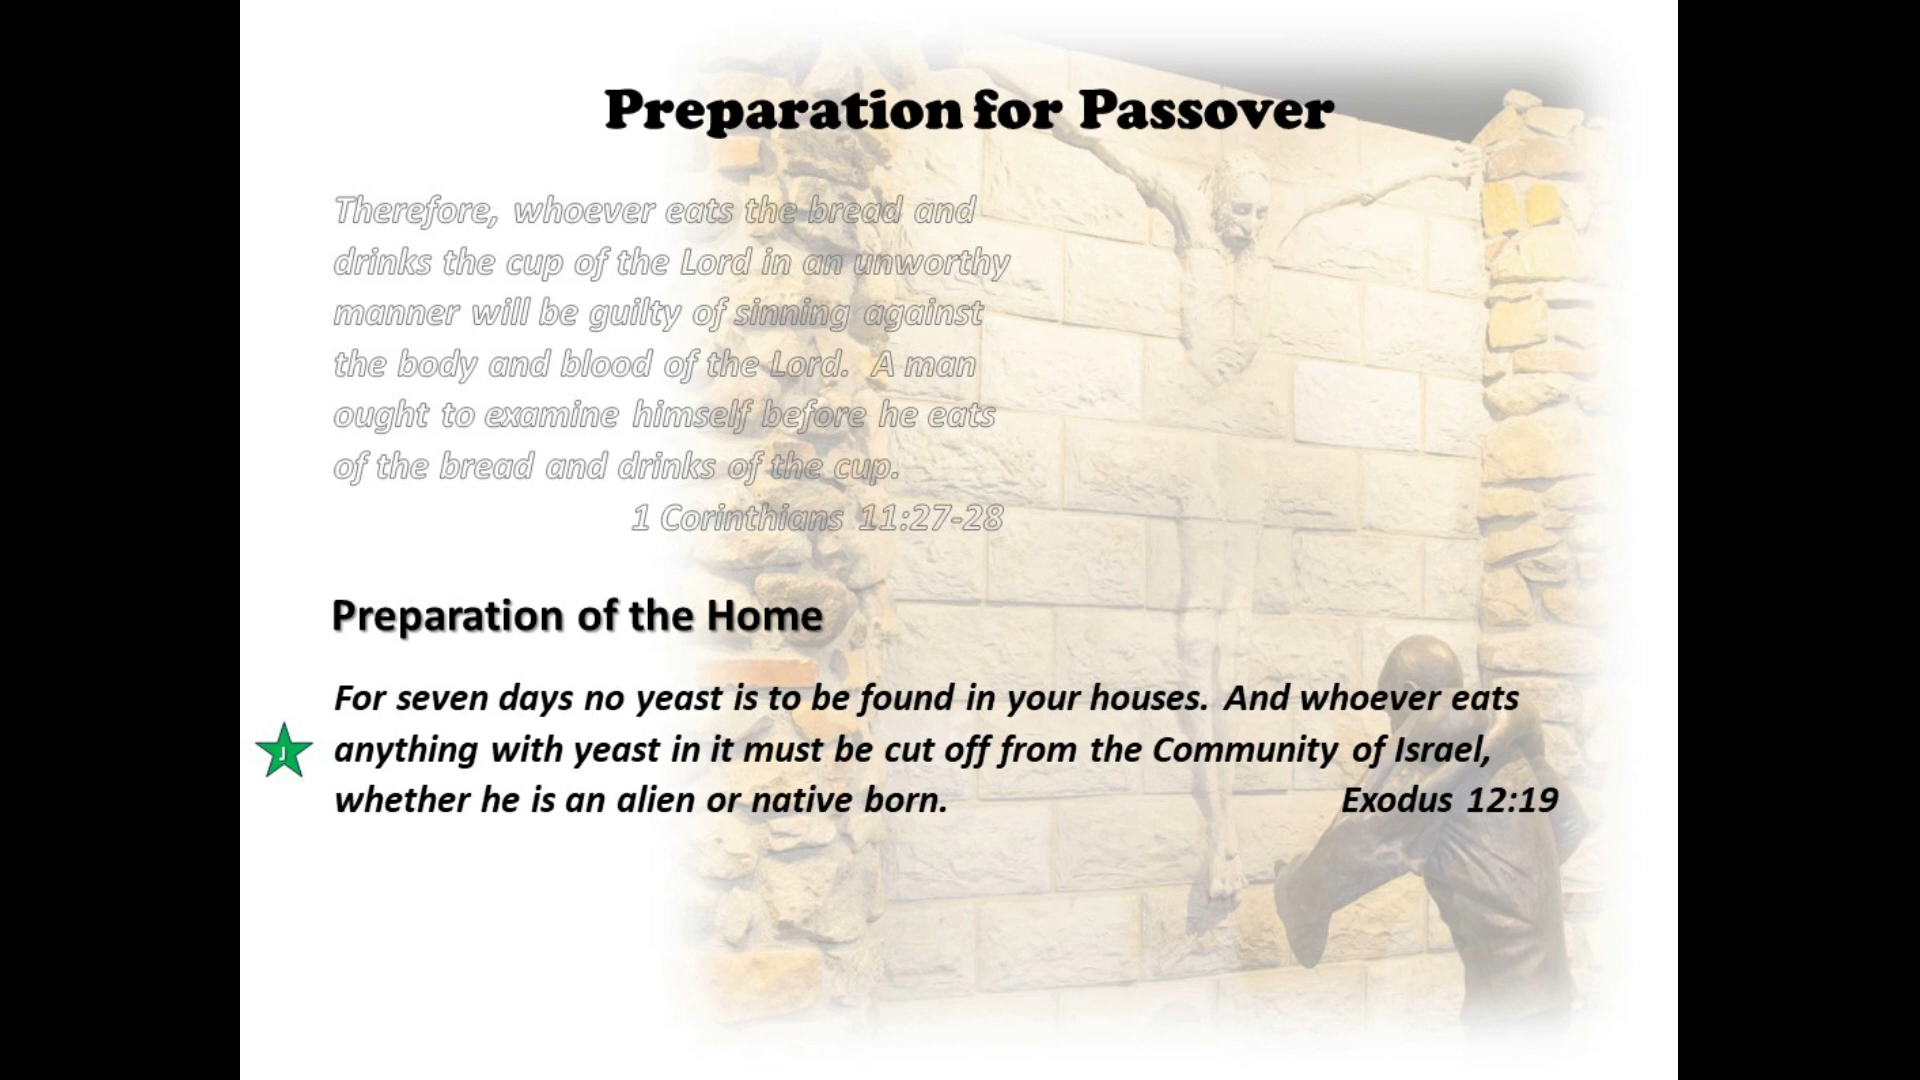 Preparation for Passover
Therefore, whoever eats the bread and
drinks the cup of the Lord in an unworthy
manner will be guilty of sinning against
the body and blood of the Lord. A man
ought to examine himself before he eats
of the bread and drinks of the cup.
1 Corinthians 11:27-28
Preparation of the Home
For seven days no yeast is to be found in your houses. And whoever eats
J anything with yeast in it must be cut off from the Community of Israel,
whether he is an alien or native born. Exodus 12:19